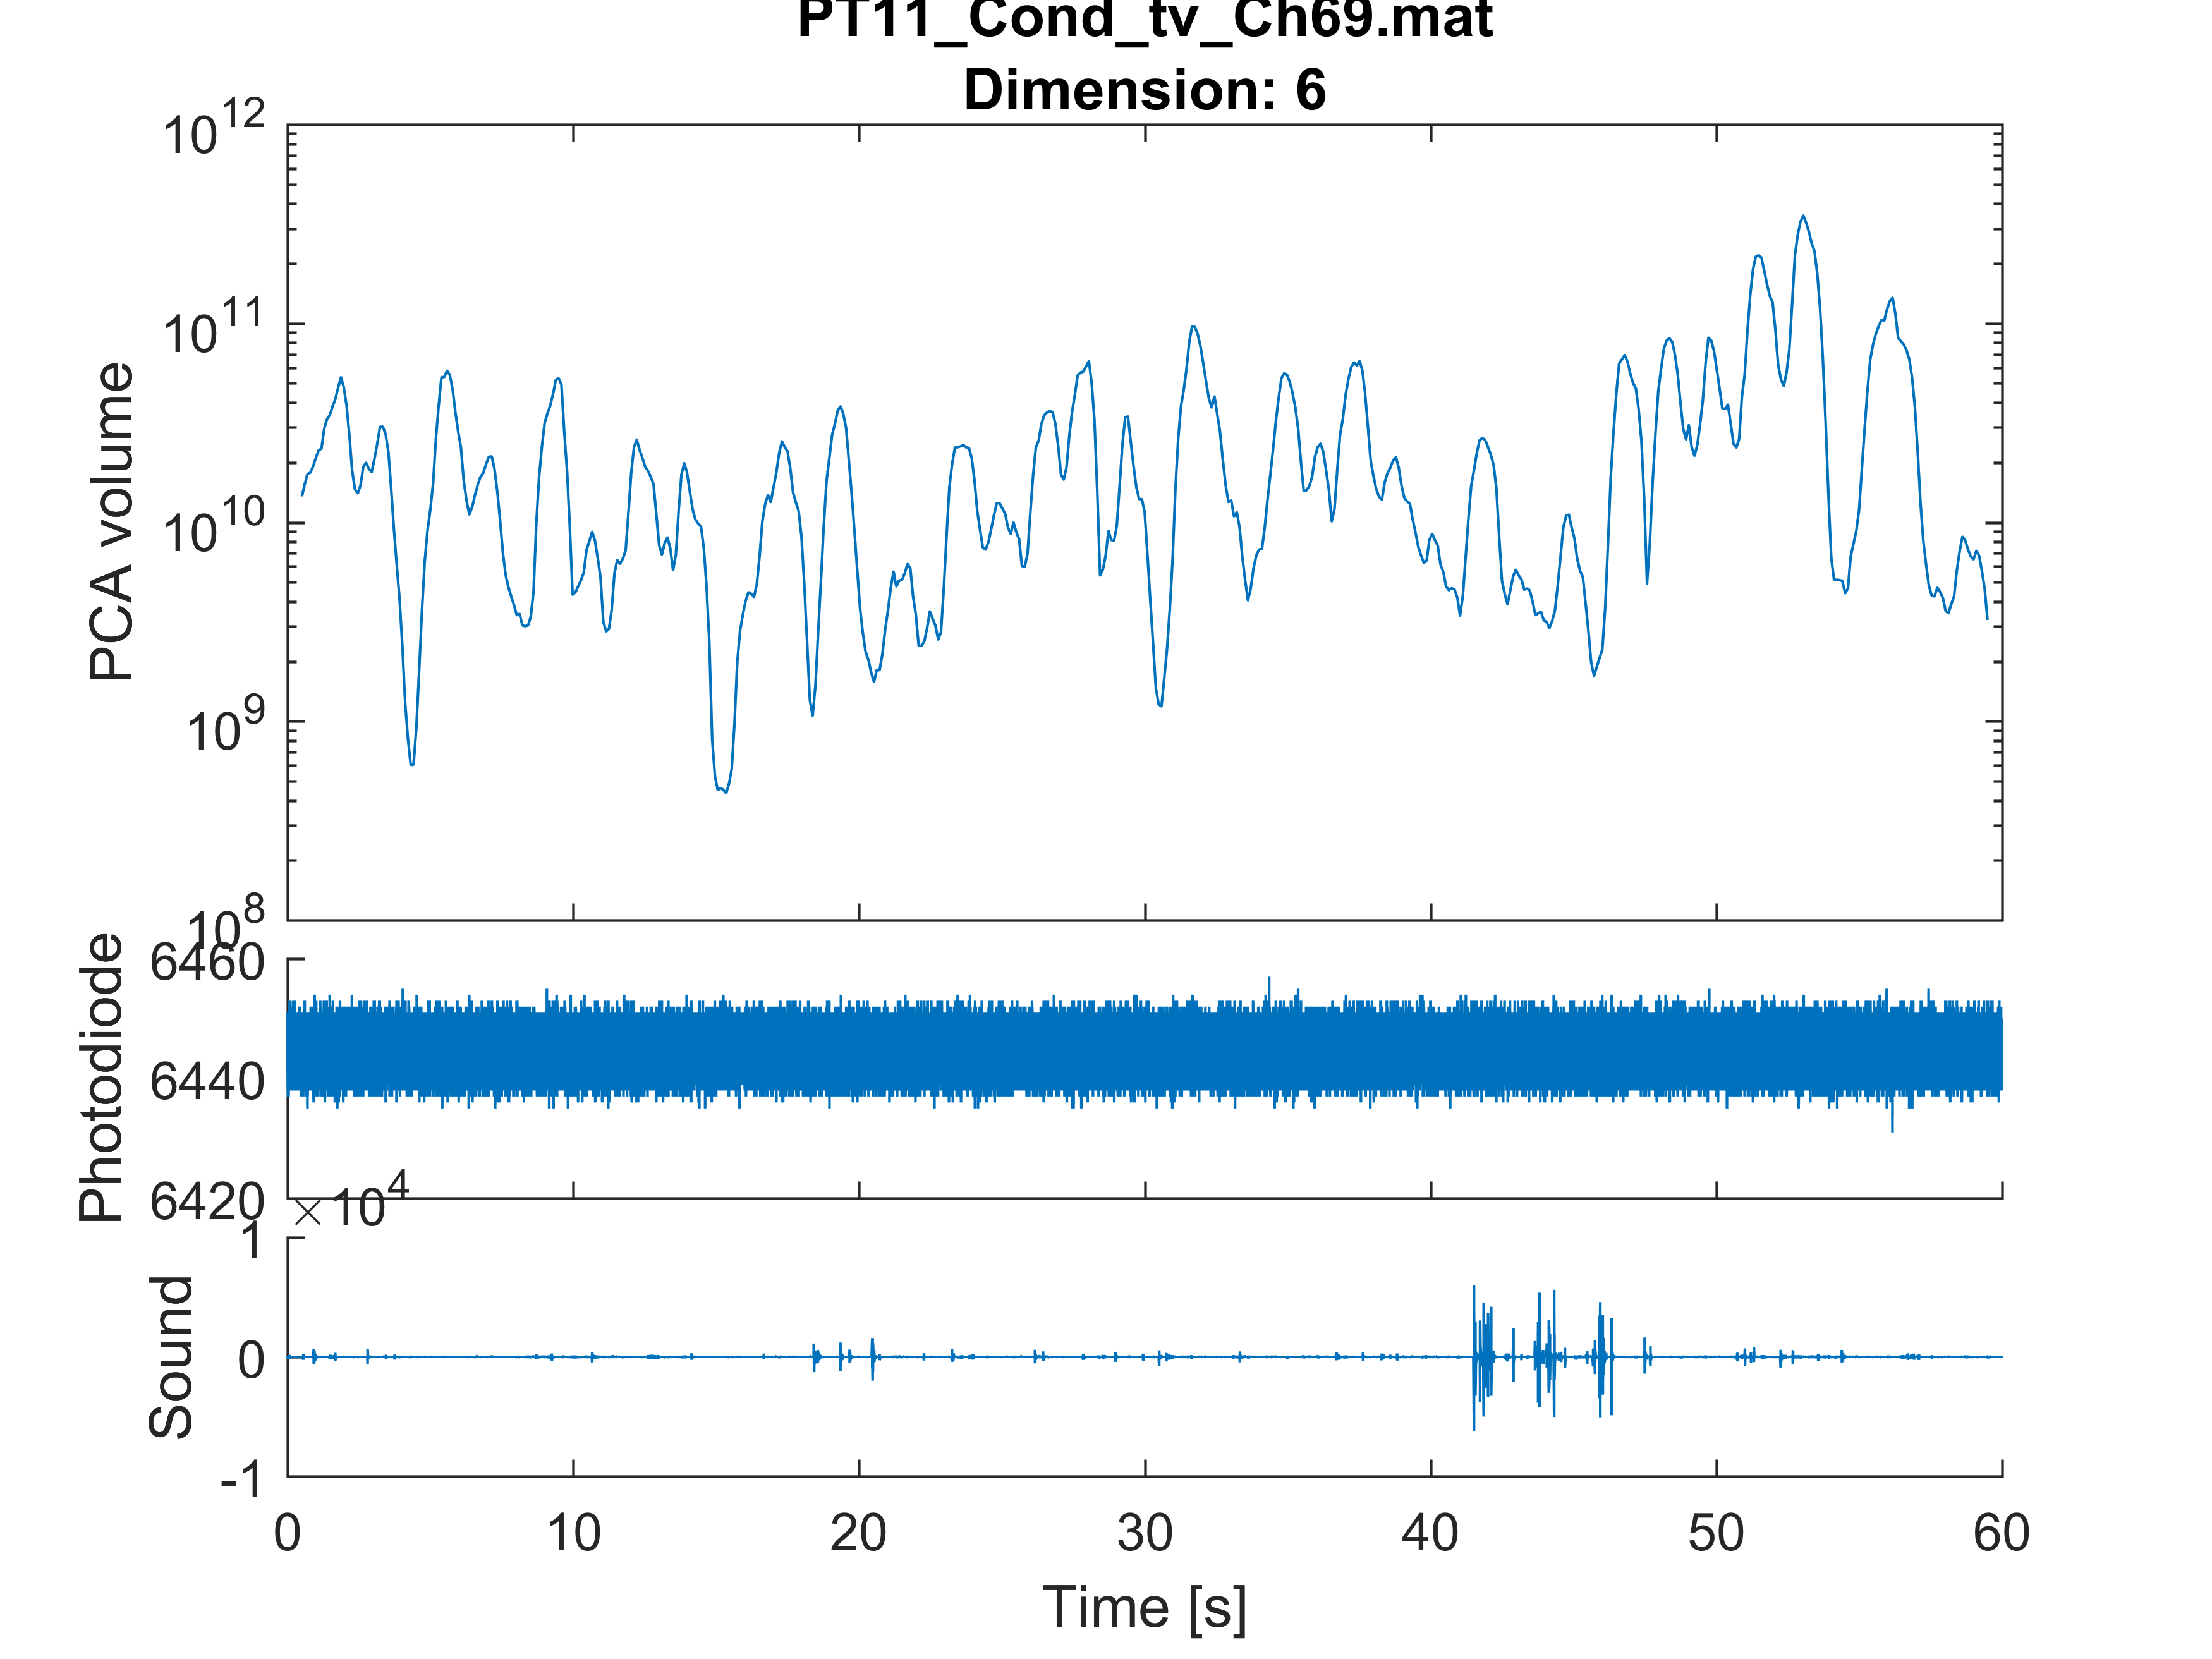 PT11_Cond_tv_Ch69.mat
Dimension: 6
10^12
10^11
10^10
10^9
10^8
PCA volume
6460
6440
6420
Photodiode
×10^4
1
0
-1
Sound
0 10 20 30 40 50 60
Time [s]